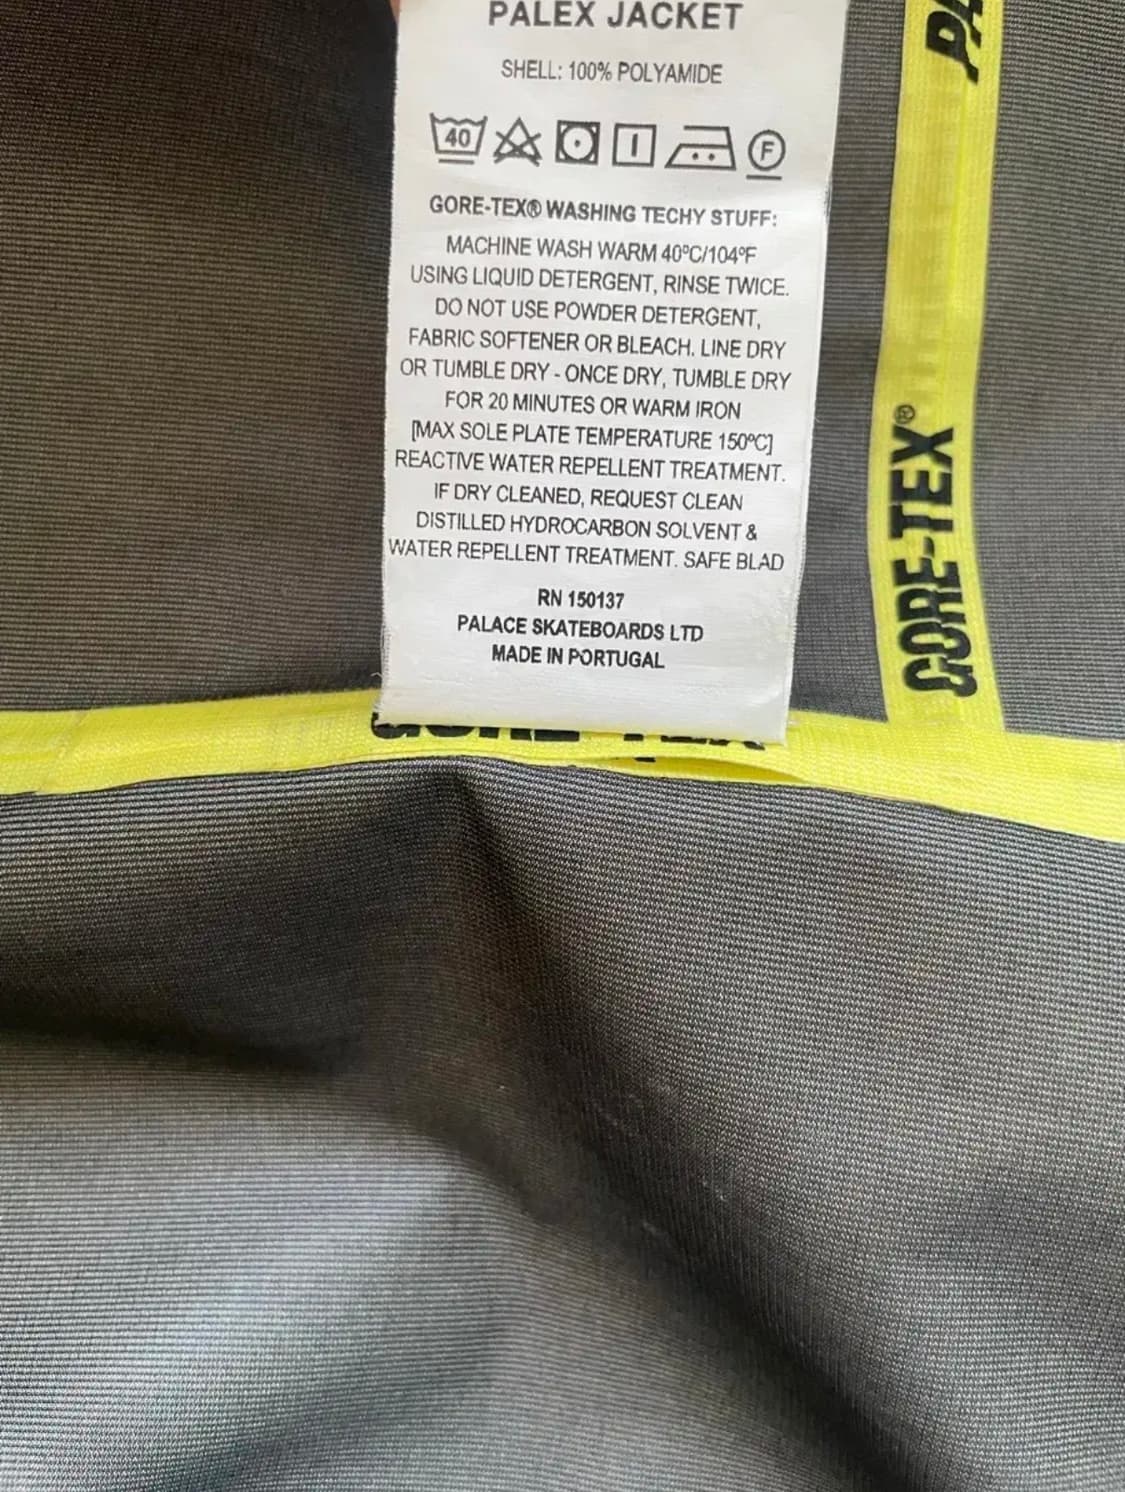 PALEX JACKET
SHELL: 100% POLYAMIDE
40
F
GORE-TEX® WASHING TECHY STUFF:
MACHINE WASH WARM 40ºC/104ºF
USING LIQUID DETERGENT, RINSE TWICE.
DO NOT USE POWDER DETERGENT,
FABRIC SOFTENER OR BLEACH. LINE DRY
OR TUMBLE DRY - ONCE DRY, TUMBLE DRY
FOR 20 MINUTES OR WARM IRON
[MAX SOLE PLATE TEMPERATURE 150ºC]
REACTIVE WATER REPELLENT TREATMENT.
IF DRY CLEANED, REQUEST CLEAN
DISTILLED HYDROCARBON SOLVENT &
WATER REPELLENT TREATMENT. SAFE BLAD
RN 150137
PALACE SKATEBOARDS LTD
MADE IN PORTUGAL
GORE-TEX®
GORE-TEX